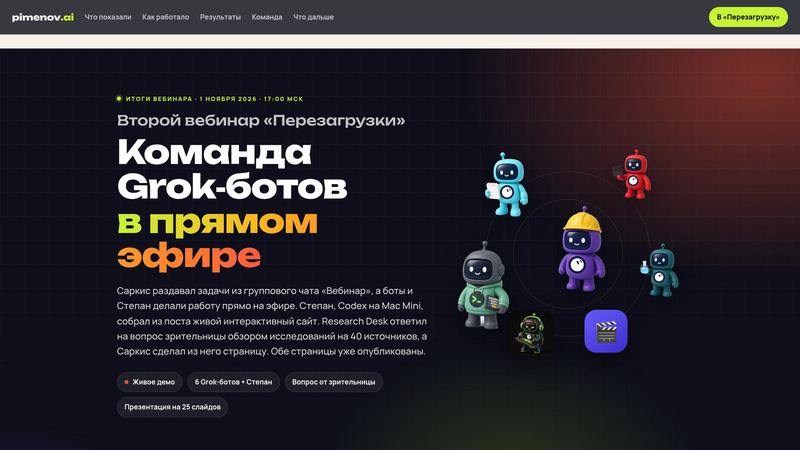 pimenov.ai
Что показали
Как работало
Результаты
Команда
Что дальше
В «Перезагрузку»
ИТОГИ ВЕБИНАРА · 1 НОЯБРЯ 2026 · 17:00 МСК
Второй вебинар «Перезагрузки»
Команда
Grok-ботов
в прямом
эфире
Саркис раздавал задачи из группового чата «Вебинар», а боты и
Степан делали работу прямо на эфире. Степан, Codex на Mac Mini,
собрал из поста живой интерактивный сайт. Research Desk ответил
на вопрос зрительницы обзором исследований на 40 источников, а
Саркис сделал из него страницу. Обе страницы уже опубликованы.
Живое демо
6 Grok-ботов + Степан
Вопрос от зрительницы
Презентация на 25 слайдов